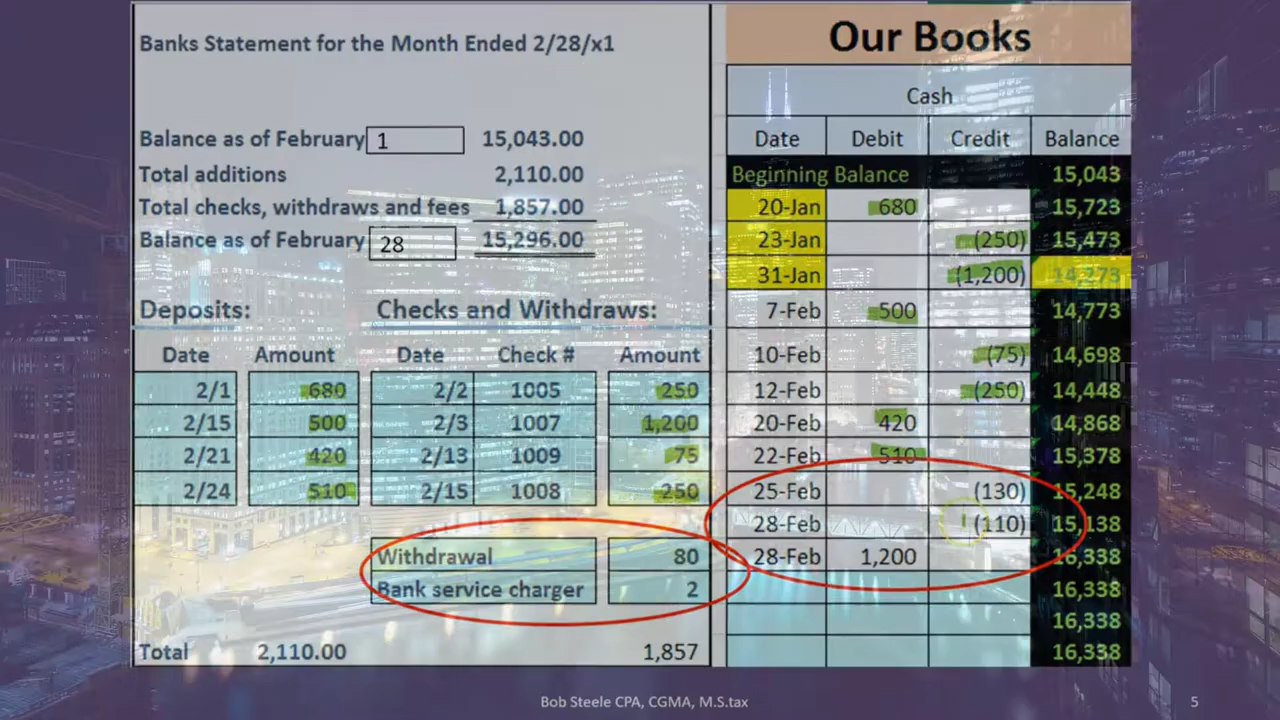 Banks Statement for the Month Ended 2/28/x1
Balance as of February 1 15,043.00
Total additions 2,110.00
Total checks, withdraws and fees 1,857.00
Balance as of February 28 15,296.00
Deposits: Checks and Withdraws:
Date Amount Date Check # Amount
2/1 680 2/2 1005 250
2/15 500 2/3 1007 1,200
2/21 420 2/13 1009 75
2/24 510 2/15 1008 250
Withdrawal 80
Bank service charger 2
Total 2,110.00 1,857
Our Books
Cash
Date Debit Credit Balance
Beginning Balance 15,043
20-Jan 680 15,723
23-Jan (250) 15,473
31-Jan (1,200) 14,273
7-Feb 500 14,773
10-Feb (75) 14,698
12-Feb (250) 14,448
20-Feb 420 14,868
22-Feb 510 15,378
25-Feb (130) 15,248
28-Feb (110) 15,138
28-Feb 1,200 16,338
16,338
16,338
16,338
Bob Steele CPA, CGMA, M.S.tax 5